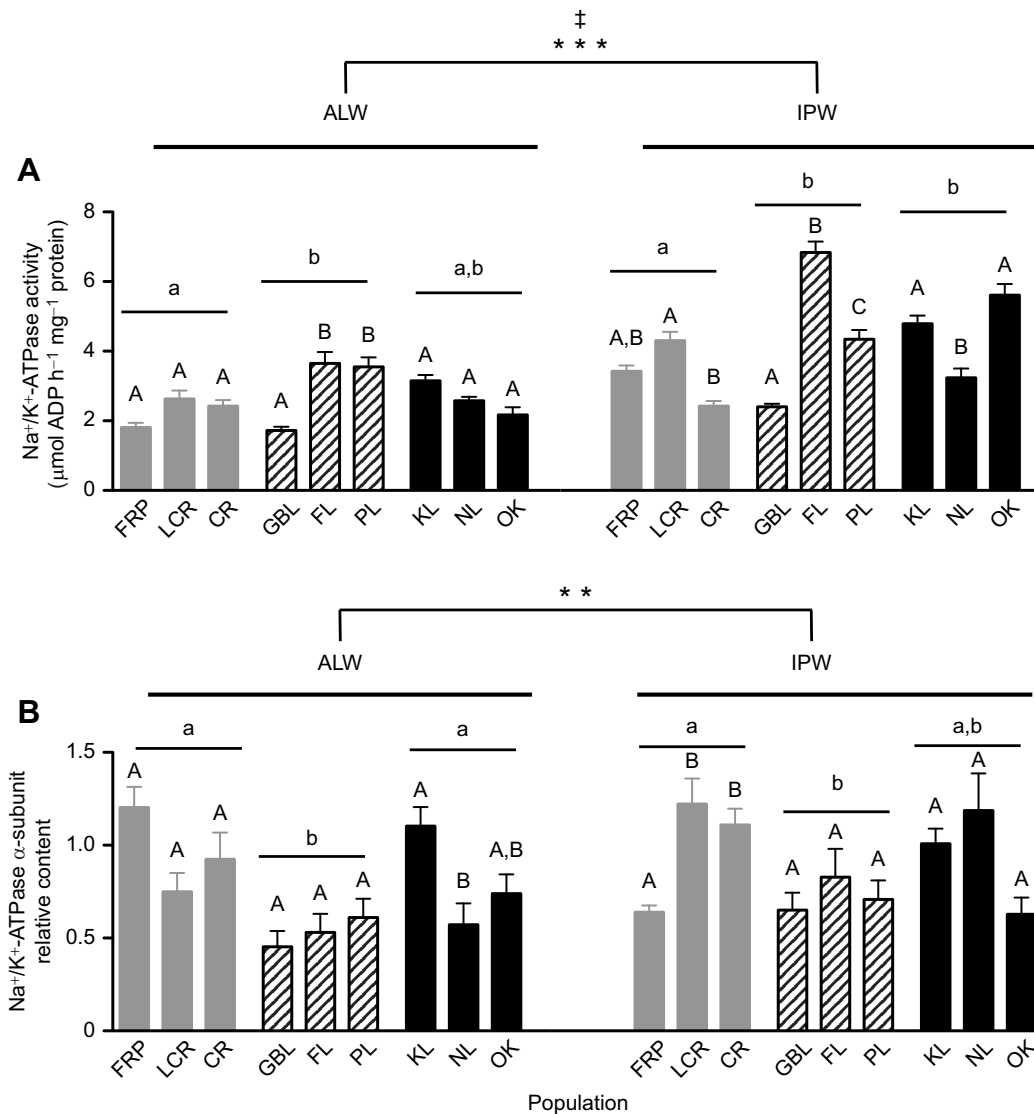 ‡
* * *
ALW IPW
A
Na⁺/K⁺-ATPase activity
(µmol ADP h⁻¹ mg⁻¹ protein)
8
6
4
2
0
a b a,b a b b
A A A A B B A A A A,B A B A B C A B A
FRP LCR CR GBL FL PL KL NL OK FRP LCR CR GBL FL PL KL NL OK
* *
ALW IPW
B
Na⁺/K⁺-ATPase α-subunit
relative content
1.5
1.0
0.5
0
a b a a b a,b
A A A A A A A B A,B A B B A A A A A A
FRP LCR CR GBL FL PL KL NL OK FRP LCR CR GBL FL PL KL NL OK
Population